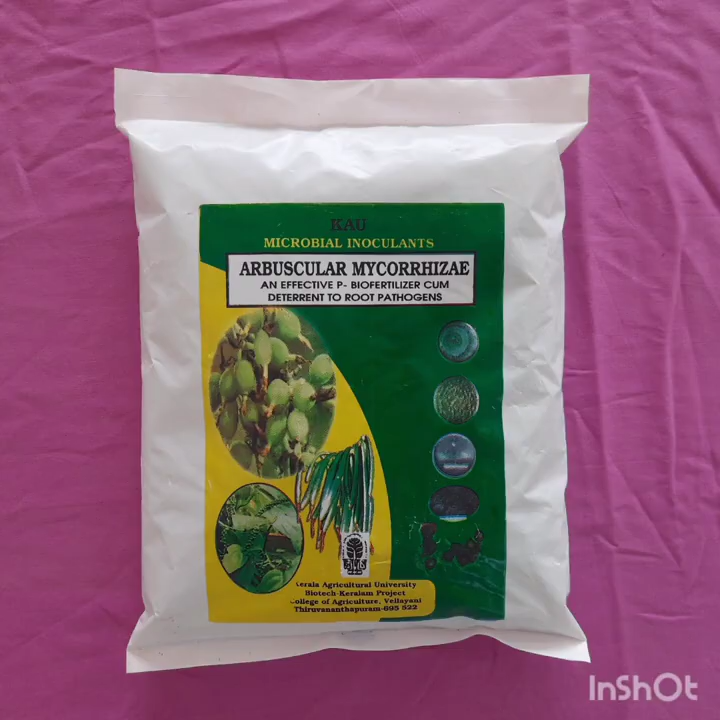 KAU
MICROBIAL INOCULANTS
ARBUSCULAR MYCORRHIZAE
AN EFFECTIVE P- BIOFERTILIZER CUM
DETERRENT TO ROOT PATHOGENS
Kerala Agricultural University
Biotech-Keralam Project
College of Agriculture, Vellayani
Thiruvananthapuram-695 522
InShOt